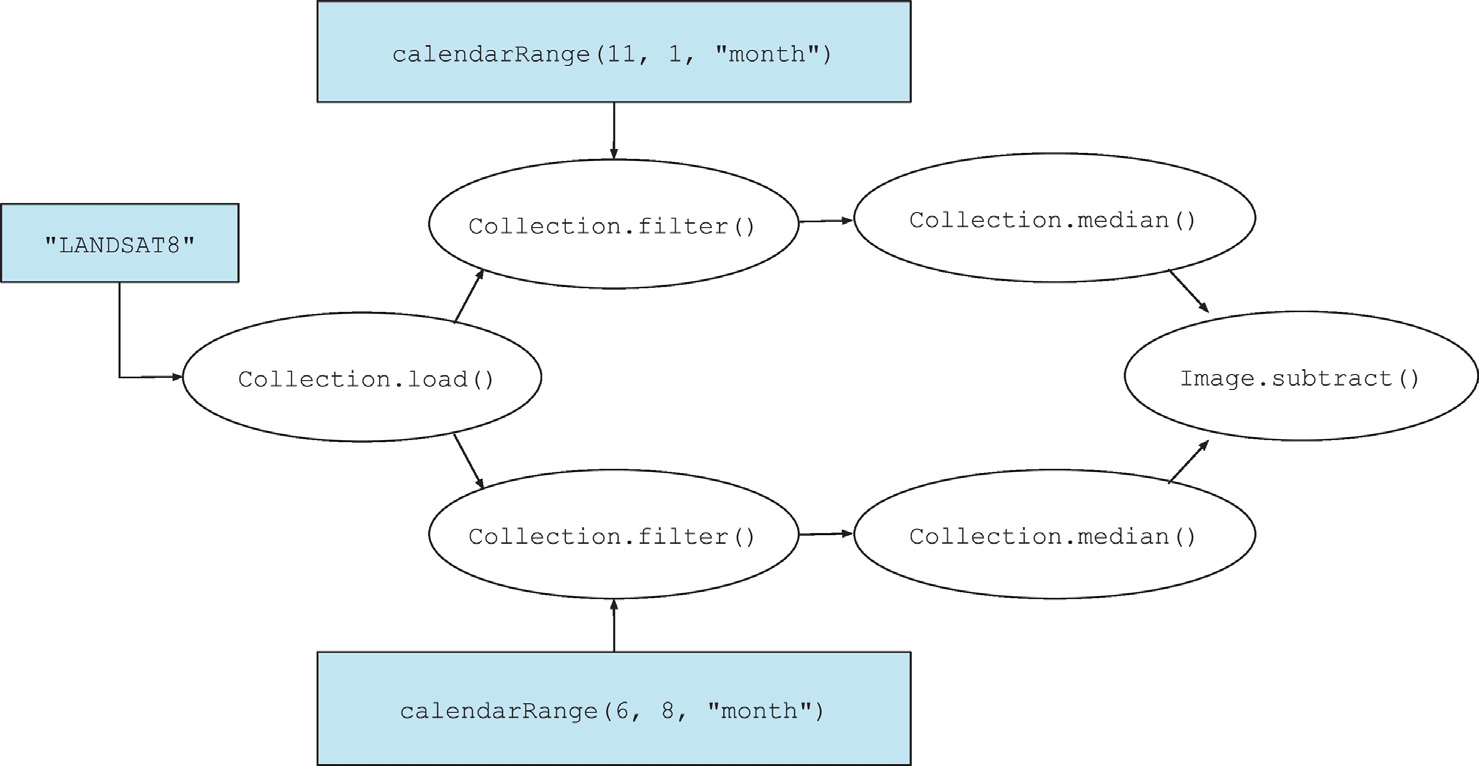 calendarRange(11, 1, "month")
"LANDSAT8"
Collection.filter()
Collection.median()
Collection.load()
Image.subtract()
Collection.filter()
Collection.median()
calendarRange(6, 8, "month")